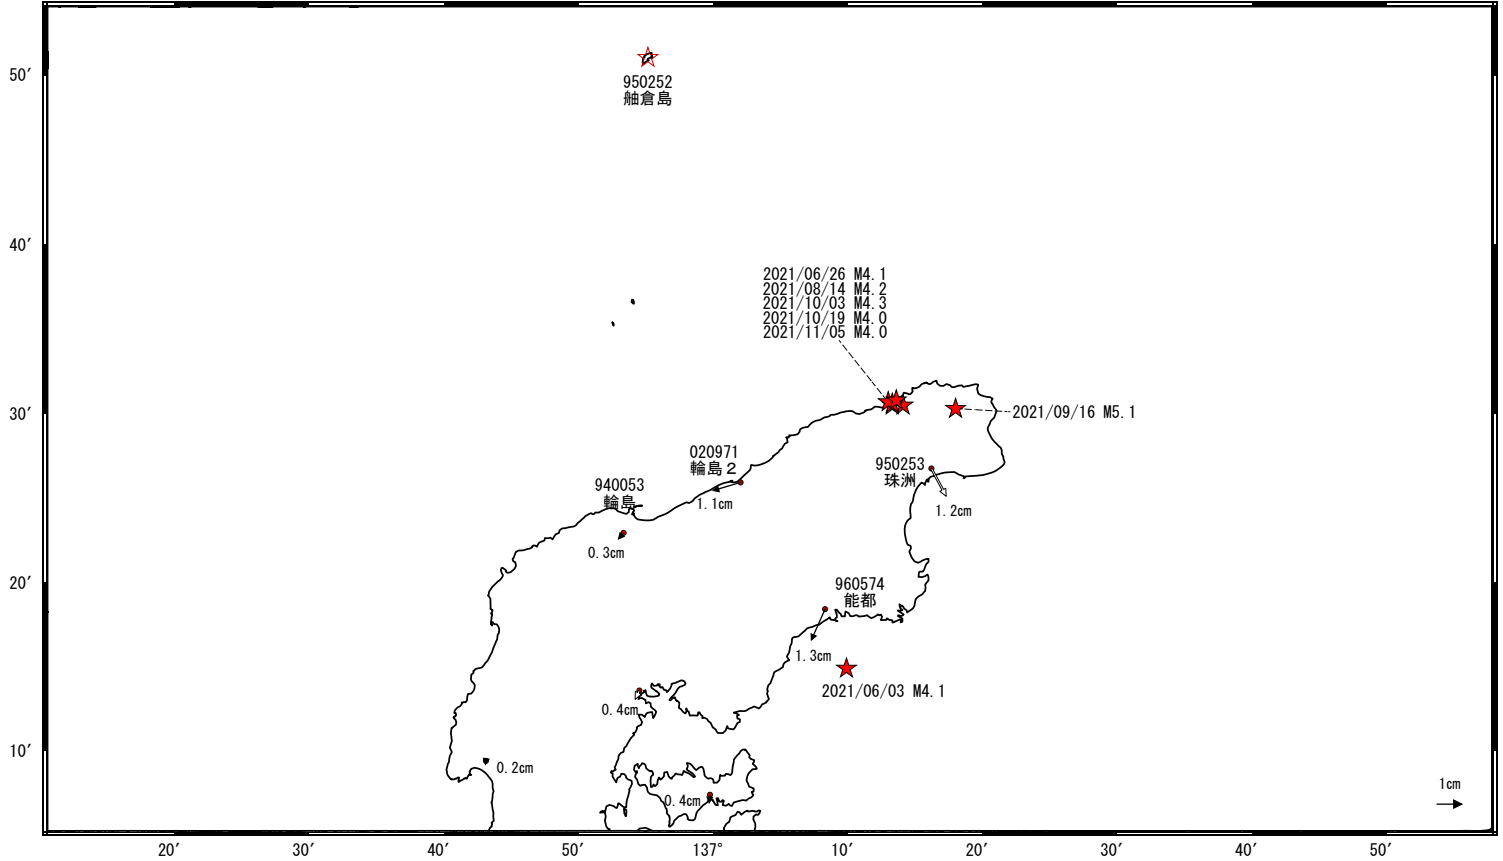 50′
950252
舳倉島
40′
2021/06/26 M4.1
2021/08/14 M4.2
2021/10/03 M4.3
2021/10/19 M4.0
2021/11/05 M4.0
30′
2021/09/16 M5.1
020971
輪島２
950253
珠洲
940053
輪島
1.1cm
1.2cm
0.3cm
20′
960574
能都
1.3cm
2021/06/03 M4.1
0.4cm
10′
0.2cm
0.4cm
1cm
20′ 30′ 40′ 50′ 137° 10′ 20′ 30′ 40′ 50′